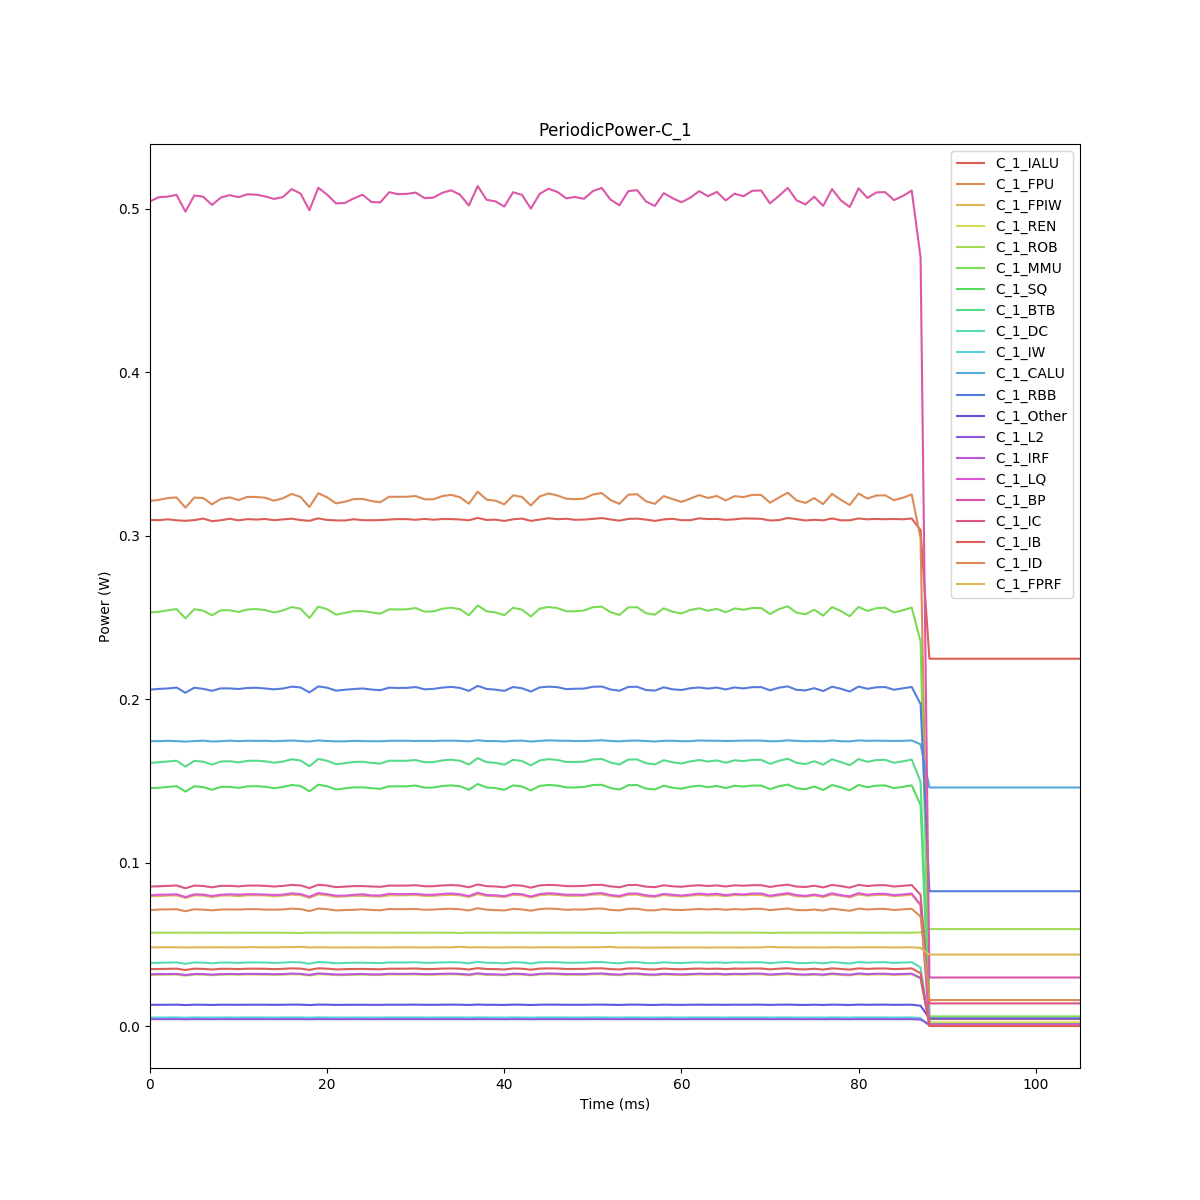 PeriodicPower-C_1
C_1_IALU
C_1_FPU
C_1_FPIW
C_1_REN
C_1_ROB
C_1_MMU
C_1_SQ
C_1_BTB
C_1_DC
C_1_IW
C_1_CALU
C_1_RBB
C_1_Other
C_1_L2
C_1_IRF
C_1_LQ
C_1_BP
C_1_IC
C_1_IB
C_1_ID
C_1_FPRF
0.5
0.4
0.3
0.2
0.1
0.0
Power (W)
0 20 40 60 80 100
Time (ms)